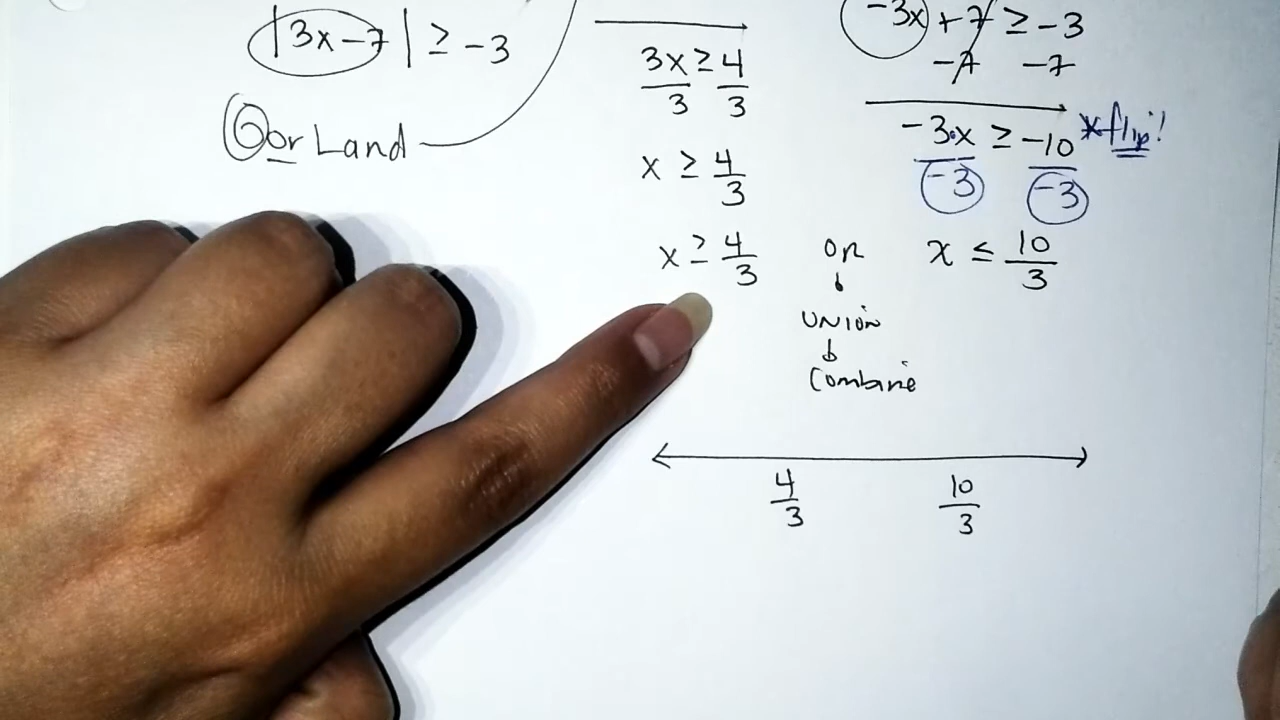 |3x-7| ≥ -3
Or Land
3x ≥ 4
3 3
x ≥ 4/3
x ≥ 4/3
-3x + 7 ≥ -3
-7 -7
-3·x ≥ -10 *flip!
-3 -3
or
x ≤ 10/3
UNION
Combine
4/3 10/3